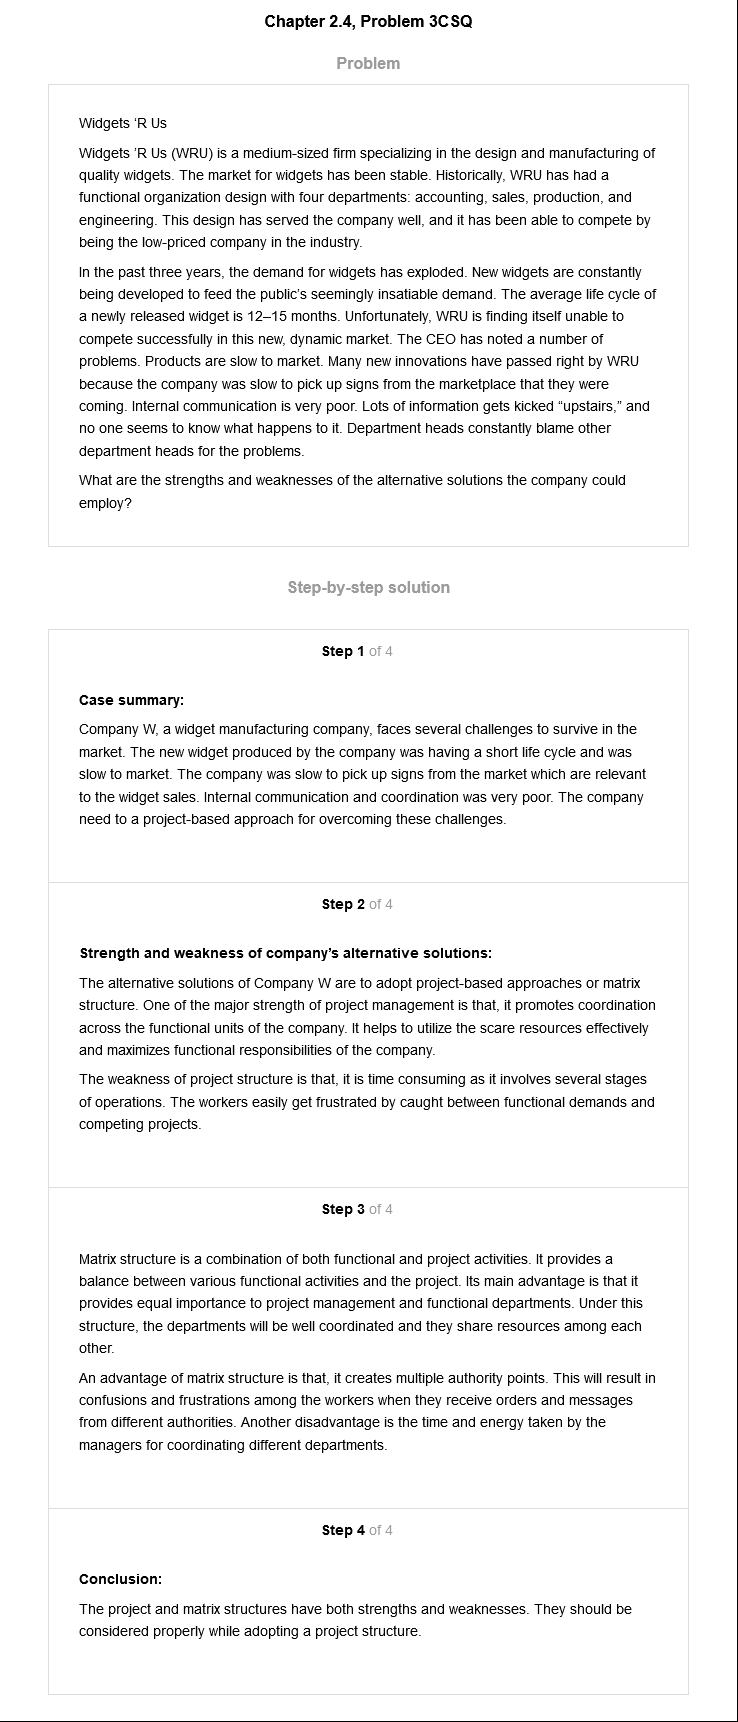 Chapter 2.4, Problem 3CSQ
Problem
Widgets ‘R Us
Widgets ’R Us (WRU) is a medium-sized firm specializing in the design and manufacturing of
quality widgets. The market for widgets has been stable. Historically, WRU has had a
functional organization design with four departments: accounting, sales, production, and
engineering. This design has served the company well, and it has been able to compete by
being the low-priced company in the industry.
In the past three years, the demand for widgets has exploded. New widgets are constantly
being developed to feed the public’s seemingly insatiable demand. The average life cycle of
a newly released widget is 12–15 months. Unfortunately, WRU is finding itself unable to
compete successfully in this new, dynamic market. The CEO has noted a number of
problems. Products are slow to market. Many new innovations have passed right by WRU
because the company was slow to pick up signs from the marketplace that they were
coming. Internal communication is very poor. Lots of information gets kicked “upstairs,” and
no one seems to know what happens to it. Department heads constantly blame other
department heads for the problems.
What are the strengths and weaknesses of the alternative solutions the company could
employ?
Step-by-step solution
Step 1 of 4
Case summary:
Company W, a widget manufacturing company, faces several challenges to survive in the
market. The new widget produced by the company was having a short life cycle and was
slow to market. The company was slow to pick up signs from the market which are relevant
to the widget sales. Internal communication and coordination was very poor. The company
need to a project-based approach for overcoming these challenges.
Step 2 of 4
Strength and weakness of company’s alternative solutions:
The alternative solutions of Company W are to adopt project-based approaches or matrix
structure. One of the major strength of project management is that, it promotes coordination
across the functional units of the company. It helps to utilize the scare resources effectively
and maximizes functional responsibilities of the company.
The weakness of project structure is that, it is time consuming as it involves several stages
of operations. The workers easily get frustrated by caught between functional demands and
competing projects.
Step 3 of 4
Matrix structure is a combination of both functional and project activities. It provides a
balance between various functional activities and the project. Its main advantage is that it
provides equal importance to project management and functional departments. Under this
structure, the departments will be well coordinated and they share resources among each
other.
An advantage of matrix structure is that, it creates multiple authority points. This will result in
confusions and frustrations among the workers when they receive orders and messages
from different authorities. Another disadvantage is the time and energy taken by the
managers for coordinating different departments.
Step 4 of 4
Conclusion:
The project and matrix structures have both strengths and weaknesses. They should be
considered properly while adopting a project structure.